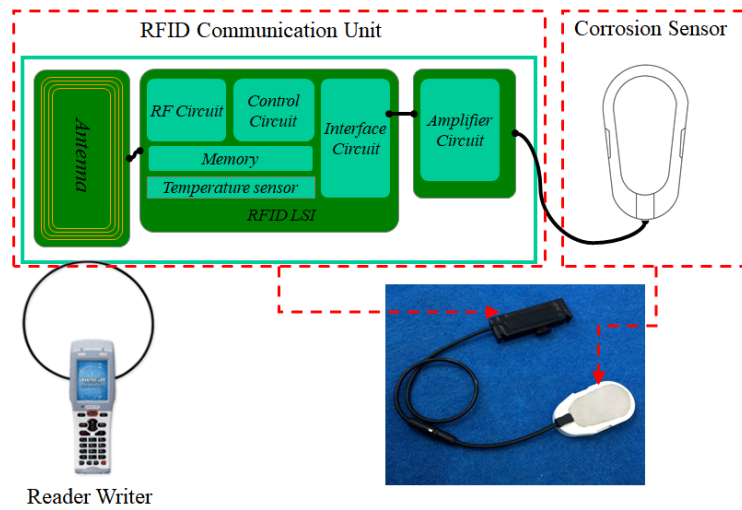 RFID Communication Unit
Corrosion Sensor
Antenna
RF Circuit
Control
Circuit
Interface
Circuit
Amplifier
Circuit
Memory
Temperature sensor
RFID LSI
Reader Writer